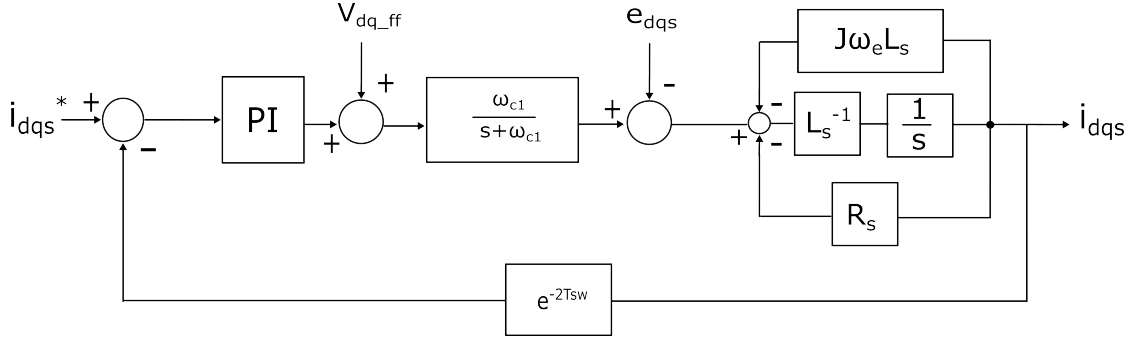 V_dq_ff
e_dqs
Jω_eL_s
i_dqs* +
−
PI
+
+
ω_c1
s+ω_c1
+
−
+
−
−
L_s^-1
1
s
i_dqs
R_s
e^-2Tsw